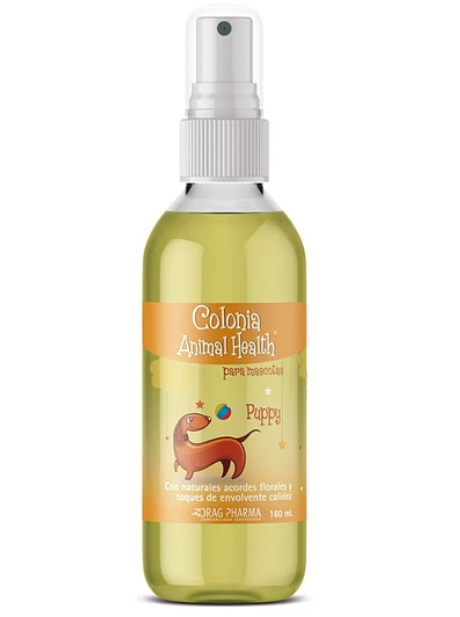 Colonia
Animal Health
para mascotas
Puppy
Con naturales acordes florales y
toques de envolvente calidez
DRAG PHARMA
160 mL